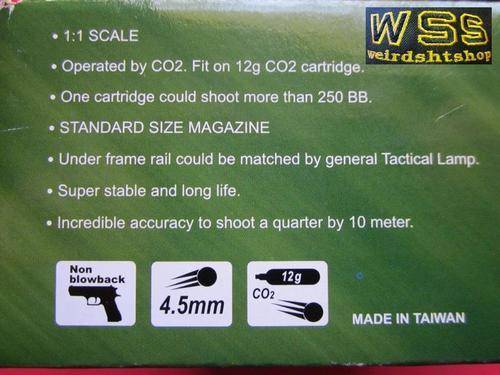 WSS
weirdshtshop
• 1:1 SCALE
• Operated by CO2. Fit on 12g CO2 cartridge.
• One cartridge could shoot more than 250 BB.
• STANDARD SIZE MAGAZINE
• Under frame rail could be matched by general Tactical Lamp.
• Super stable and long life.
• Incredible accuracy to shoot a quarter by 10 meter.
Non
blowback
4.5mm
12g
CO₂
MADE IN TAIWAN